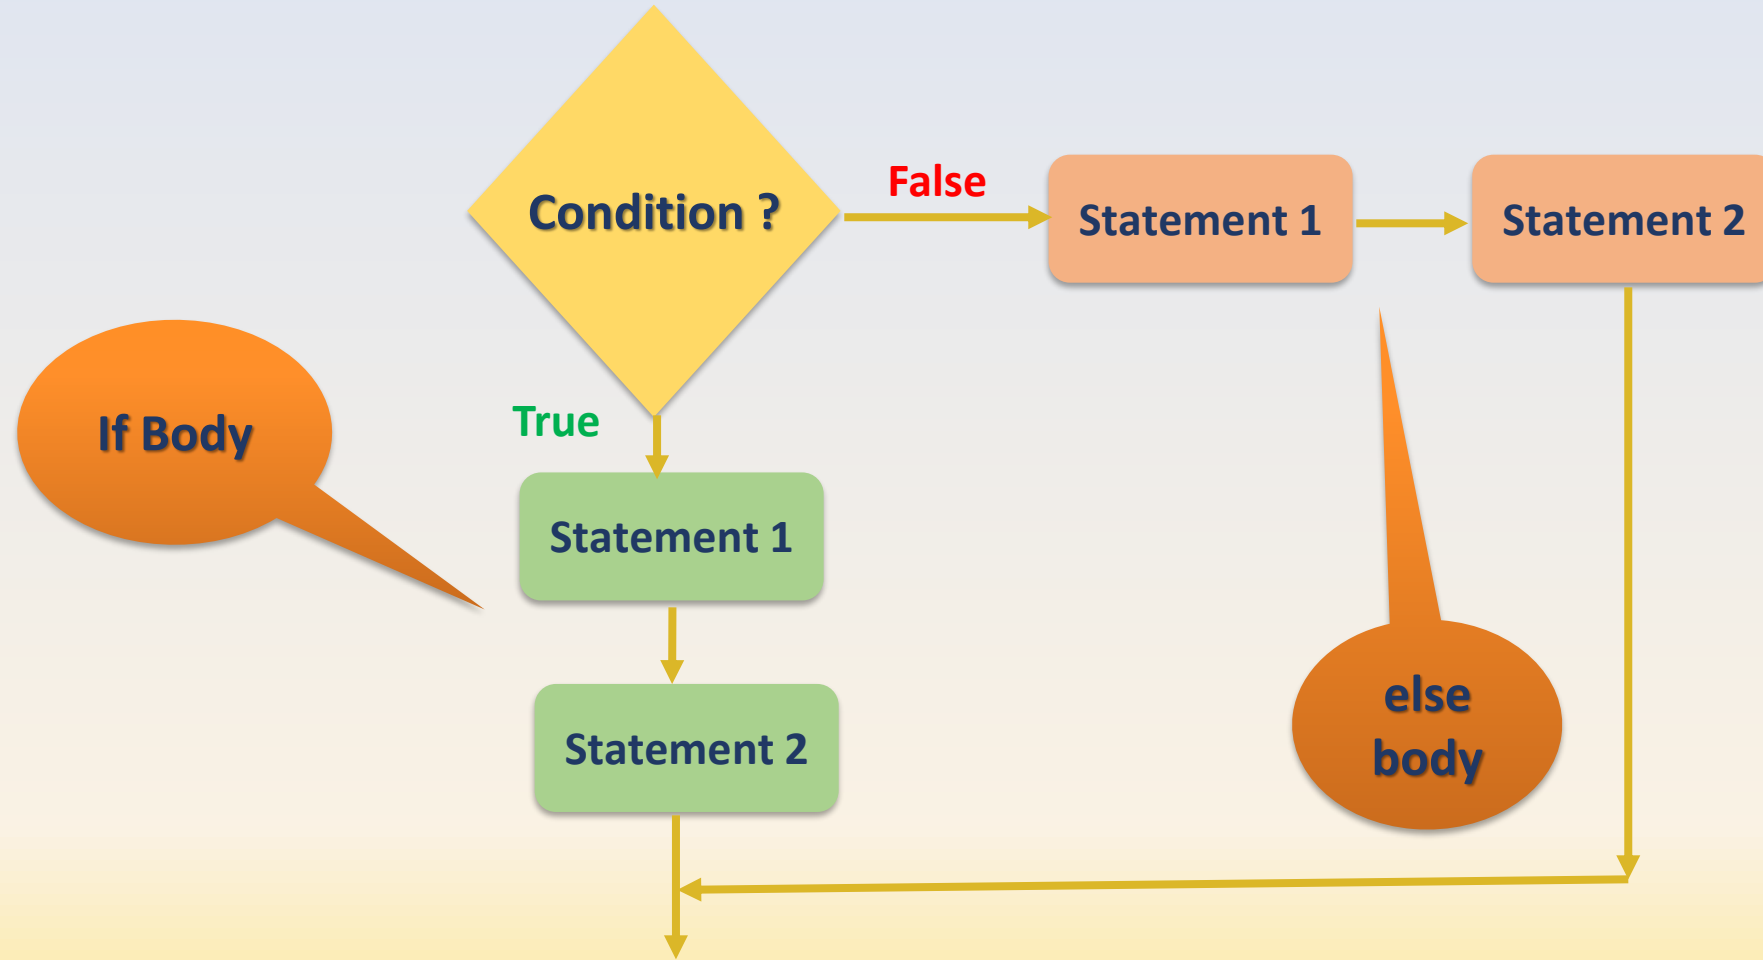 Condition ?
False
Statement 1
Statement 2
If Body
True
Statement 1
Statement 2
else
body